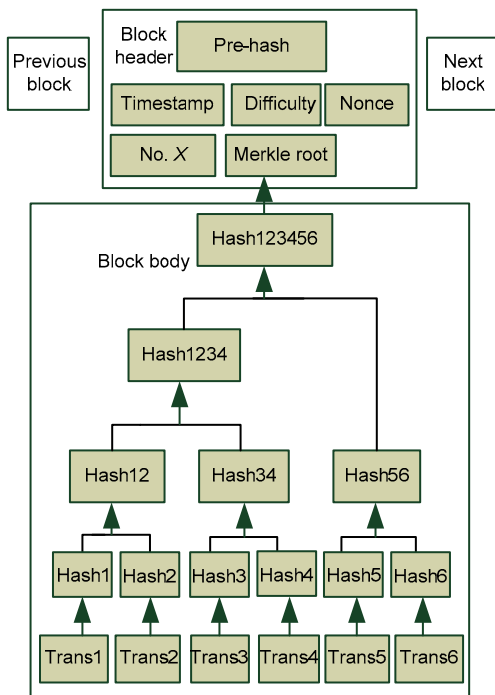 Previous block
Block header
Pre-hash
Next block
Timestamp
Difficulty
Nonce
No. X
Merkle root
Hash123456
Block body
Hash1234
Hash12
Hash34
Hash56
Hash1
Hash2
Hash3
Hash4
Hash5
Hash6
Trans1
Trans2
Trans3
Trans4
Trans5
Trans6